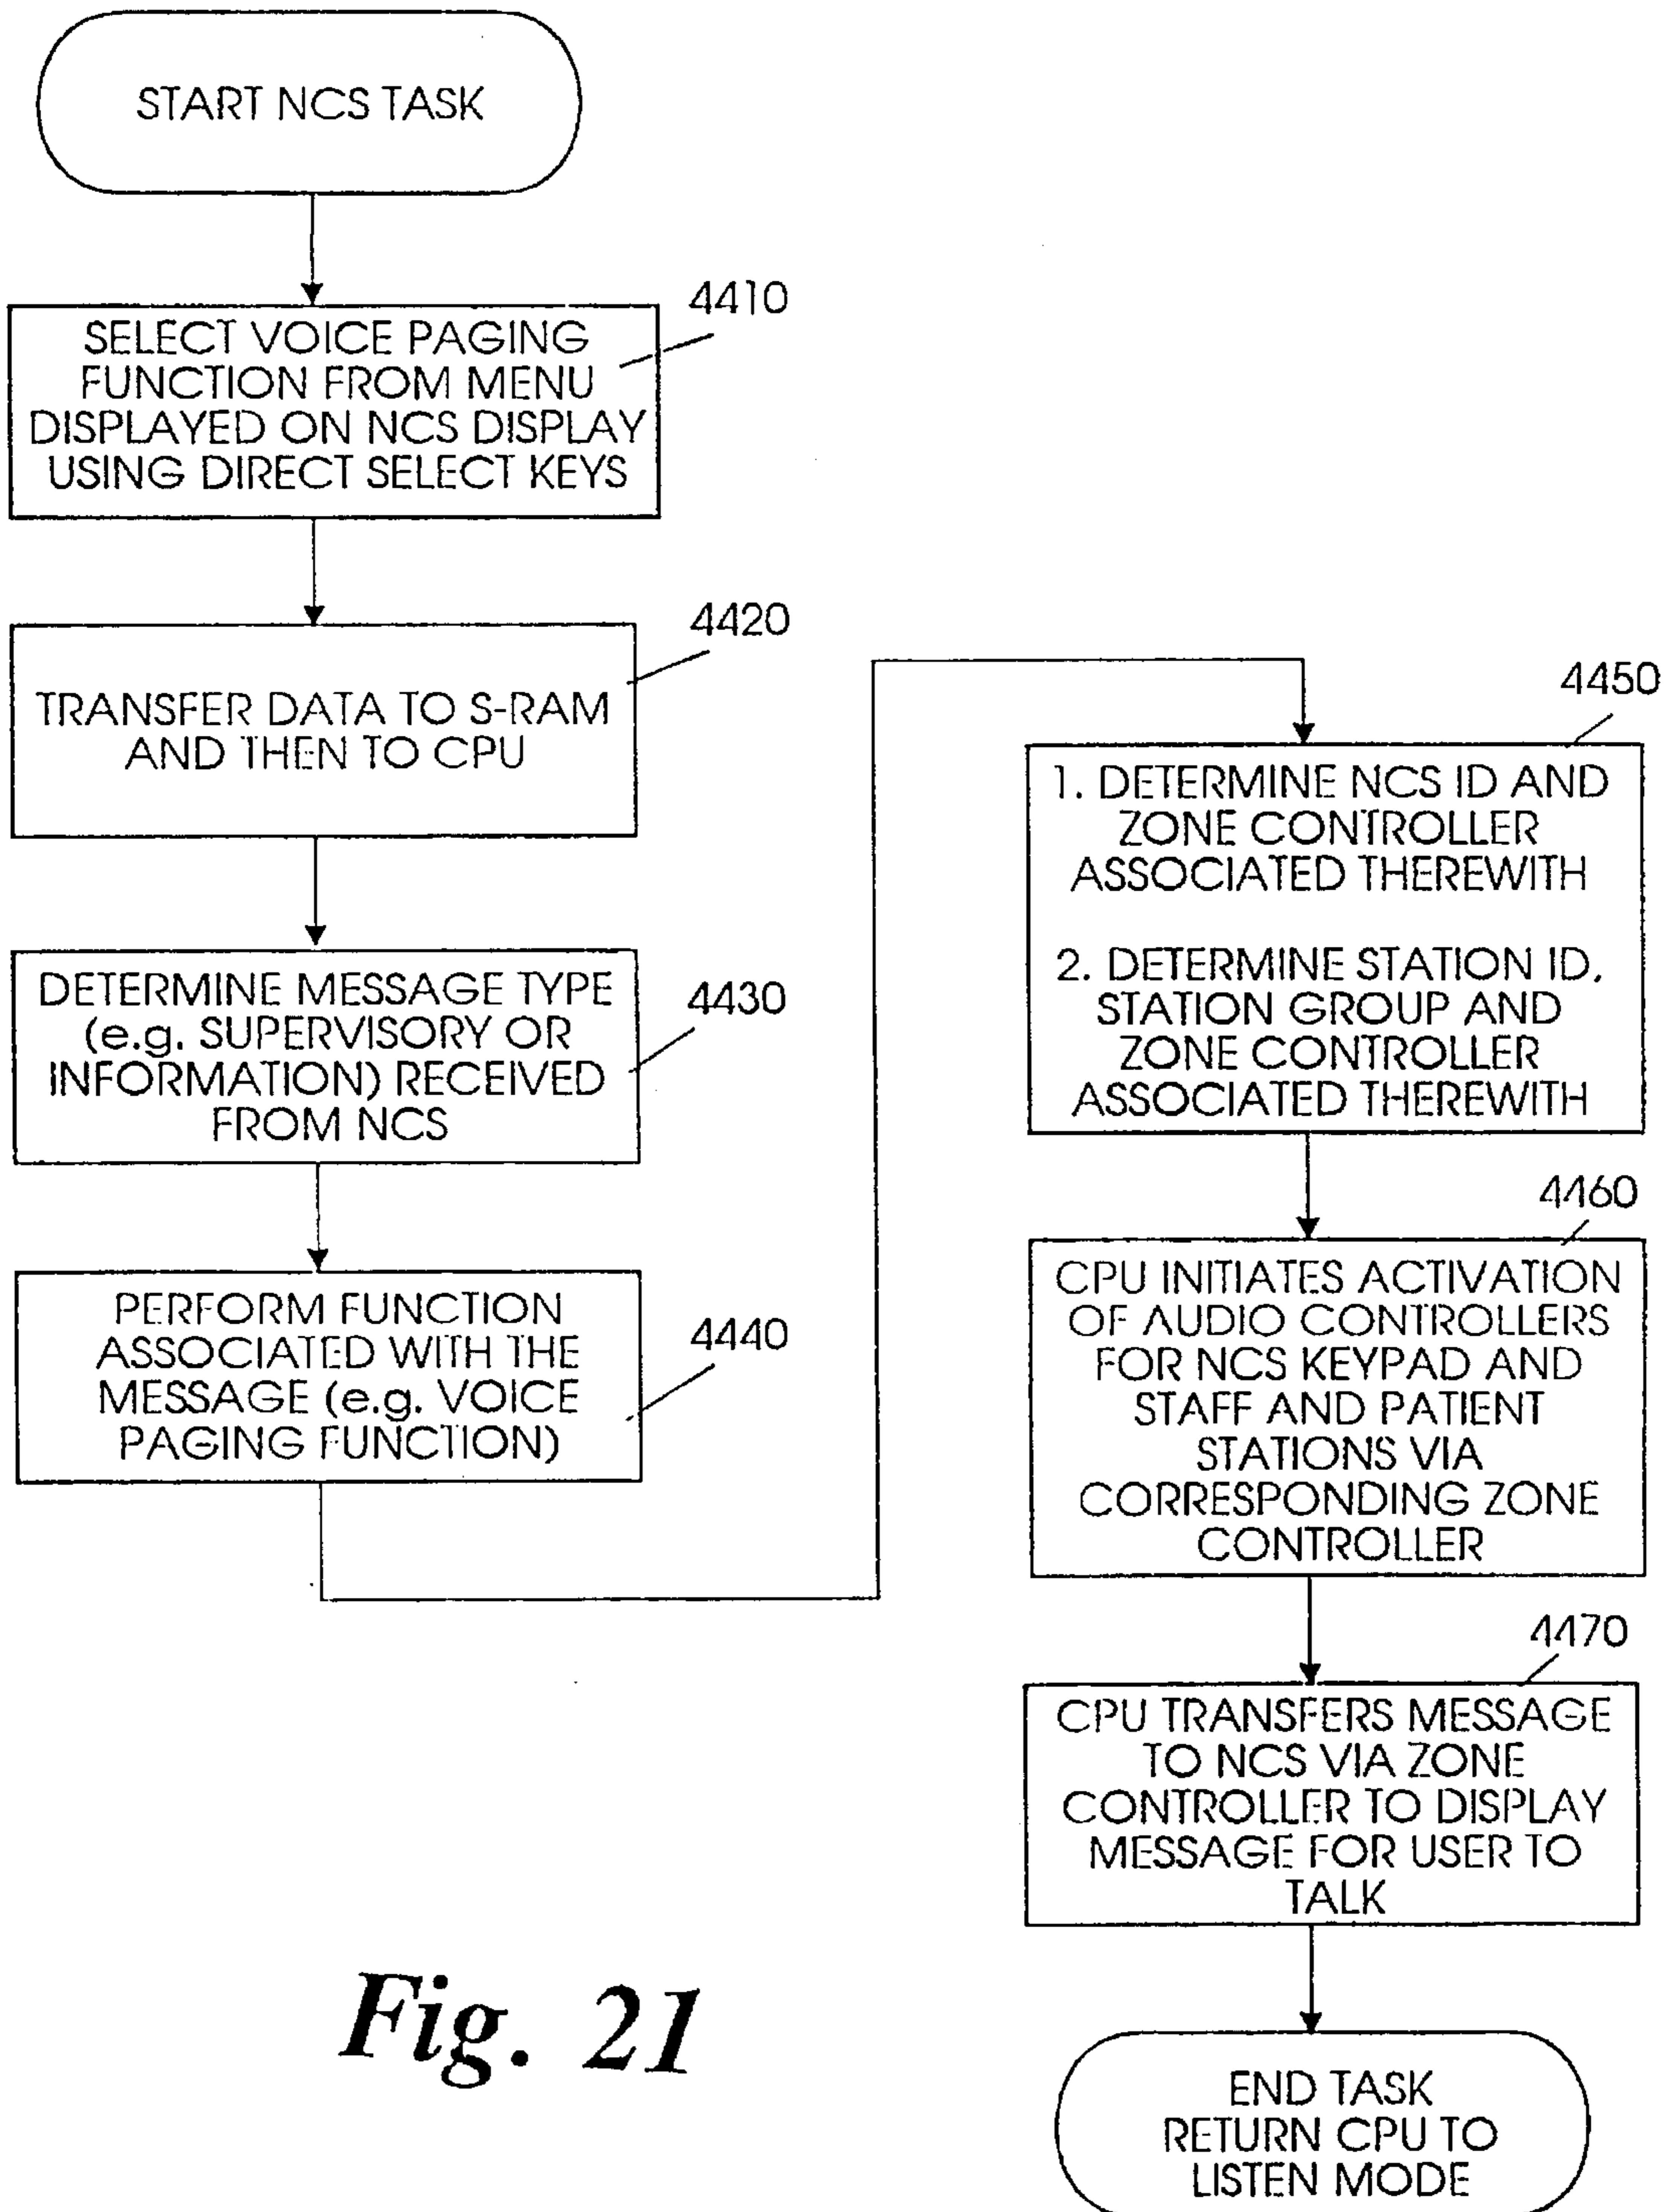 START NCS TASK
4410
SELECT VOICE PAGING
FUNCTION FROM MENU
DISPLAYED ON NCS DISPLAY
USING DIRECT SELECT KEYS
4420
TRANSFER DATA TO S-RAM
AND THEN TO CPU
4430
DETERMINE MESSAGE TYPE
(e.g. SUPERVISORY OR
INFORMATION) RECEIVED
FROM NCS
4440
PERFORM FUNCTION
ASSOCIATED WITH THE
MESSAGE (e.g. VOICE
PAGING FUNCTION)
4450
1. DETERMINE NCS ID AND
ZONE CONTROLLER
ASSOCIATED THEREWITH
2. DETERMINE STATION ID,
STATION GROUP AND
ZONE CONTROLLER
ASSOCIATED THEREWITH
4460
CPU INITIATES ACTIVATION
OF AUDIO CONTROLLERS
FOR NCS KEYPAD AND
STAFF AND PATIENT
STATIONS VIA
CORRESPONDING ZONE
CONTROLLER
4470
CPU TRANSFERS MESSAGE
TO NCS VIA ZONE
CONTROLLER TO DISPLAY
MESSAGE FOR USER TO
TALK
END TASK
RETURN CPU TO
LISTEN MODE
Fig. 21